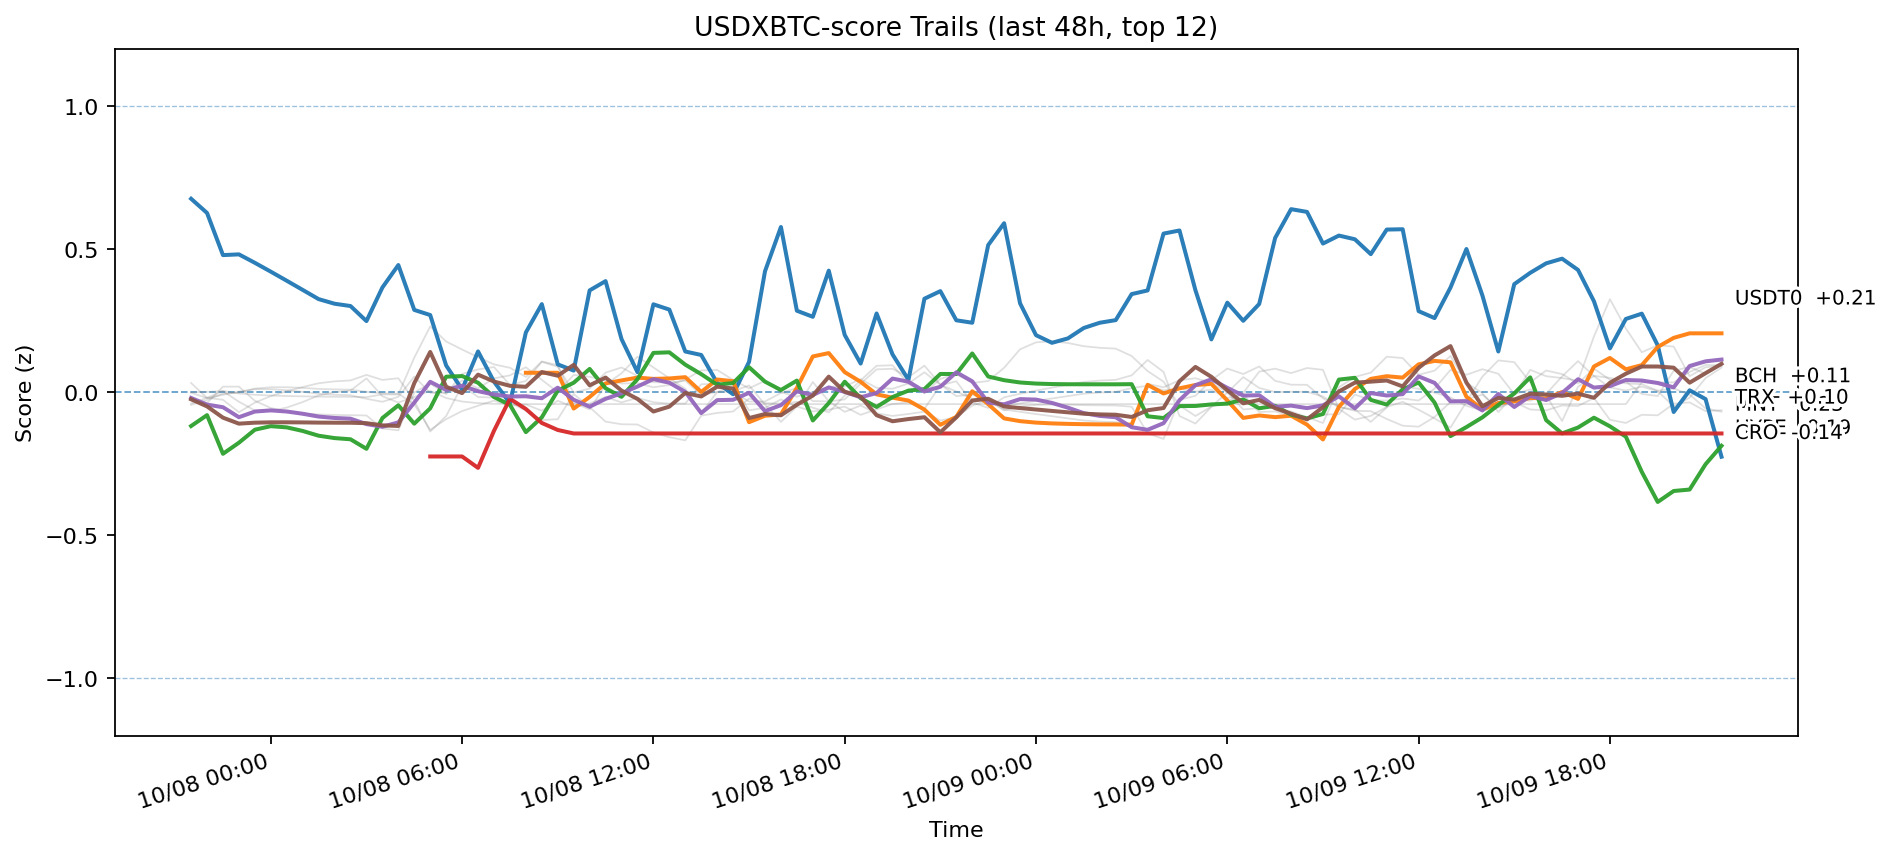 USDXBTC-score Trails (last 48h, top 12)
1.0
0.5
0.0
−0.5
−1.0
Score (z)
USDT0 +0.21
BCH +0.11
TRX +0.10
CRO -0.14
10/08 00:00
10/08 06:00
10/08 12:00
10/08 18:00
10/09 00:00
10/09 06:00
10/09 12:00
10/09 18:00
Time